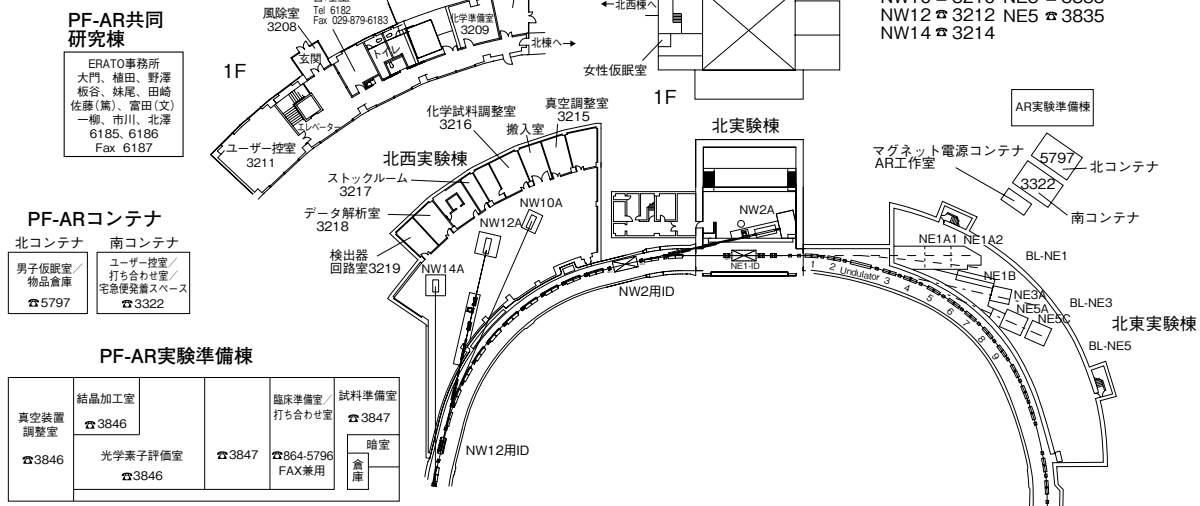 PF-AR共同
研究棟
ERATO事務所
大門、植田、野澤
板谷、妹尾、田崎
佐藤(篤)、富田(文)
一柳、市川、北澤
6185、6186
Fax 6187
1F
風除室
3208
Tel 6182
Fax 029-879-6183
玄関
トイレ
化学準備室
3209
北棟へ→
エレベーター
ユーザー控室
3211
←北西棟へ
女性仮眠室
1F
NW12 ☎ 3212 NE5 ☎ 3835
NW14 ☎ 3214
AR実験準備棟
マグネット電源コンテナ
AR工作室
5797
3322
北コンテナ
南コンテナ
北西実験棟
化学試料調整室
3216
搬入室
真空調整室
3215
ストックルーム
3217
データ解析室
3218
検出器
回路室3219
NW14A
NW12A
NW10A
北実験棟
NW2A
NE1-ID
NW2用ID
NW12用ID
1
2
Undulator
3
4
5
6
7
8
9
NE1A1
NE1A2
NE1B
NE3A
NE5A
NE5C
BL-NE1
BL-NE3
BL-NE5
北東実験棟
PF-ARコンテナ
北コンテナ
男子仮眠室/
物品倉庫
☎5797
南コンテナ
ユーザー控室/
打ち合わせ室/
宅急便発着スペース
☎3322
PF-AR実験準備棟
真空装置
調整室
☎3846
結晶加工室
☎3846
光学素子評価室
☎3846
☎3847
臨床準備室/
打ち合わせ室
☎864-5796
FAX兼用
試料準備室
☎3847
暗室
倉
庫